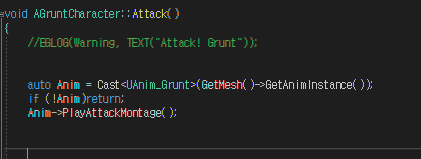 void AGruntCharacter::Attack()
{
//EGLOG(Warning, TEXT("Attack! Grunt"));
auto Anim = Cast<UAnim_Grunt>(GetMesh()->GetAnimInstance());
if (!Anim)return;
Anim->PlayAttackMontage();